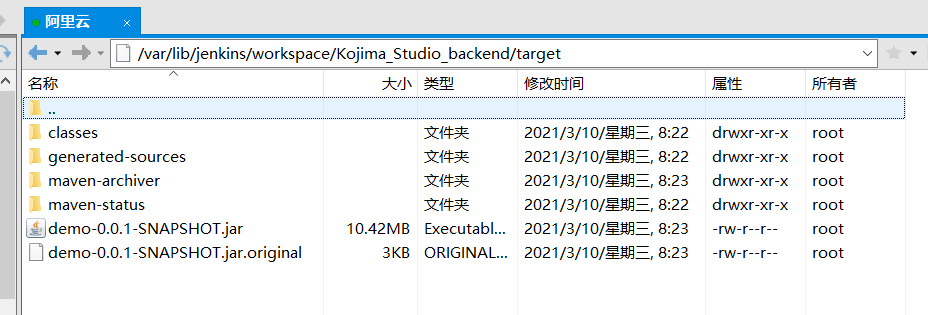 阿里云
/var/lib/jenkins/workspace/Kojima_Studio_backend/target
名称 大小 类型 修改时间 属性 所有者
..
classes 文件夹 2021/3/10/星期三, 8:22 drwxr-xr-x root
generated-sources 文件夹 2021/3/10/星期三, 8:22 drwxr-xr-x root
maven-archiver 文件夹 2021/3/10/星期三, 8:23 drwxr-xr-x root
maven-status 文件夹 2021/3/10/星期三, 8:22 drwxr-xr-x root
demo-0.0.1-SNAPSHOT.jar 10.42MB Executabl... 2021/3/10/星期三, 8:23 -rw-r--r-- root
demo-0.0.1-SNAPSHOT.jar.original 3KB ORIGINAL... 2021/3/10/星期三, 8:23 -rw-r--r-- root